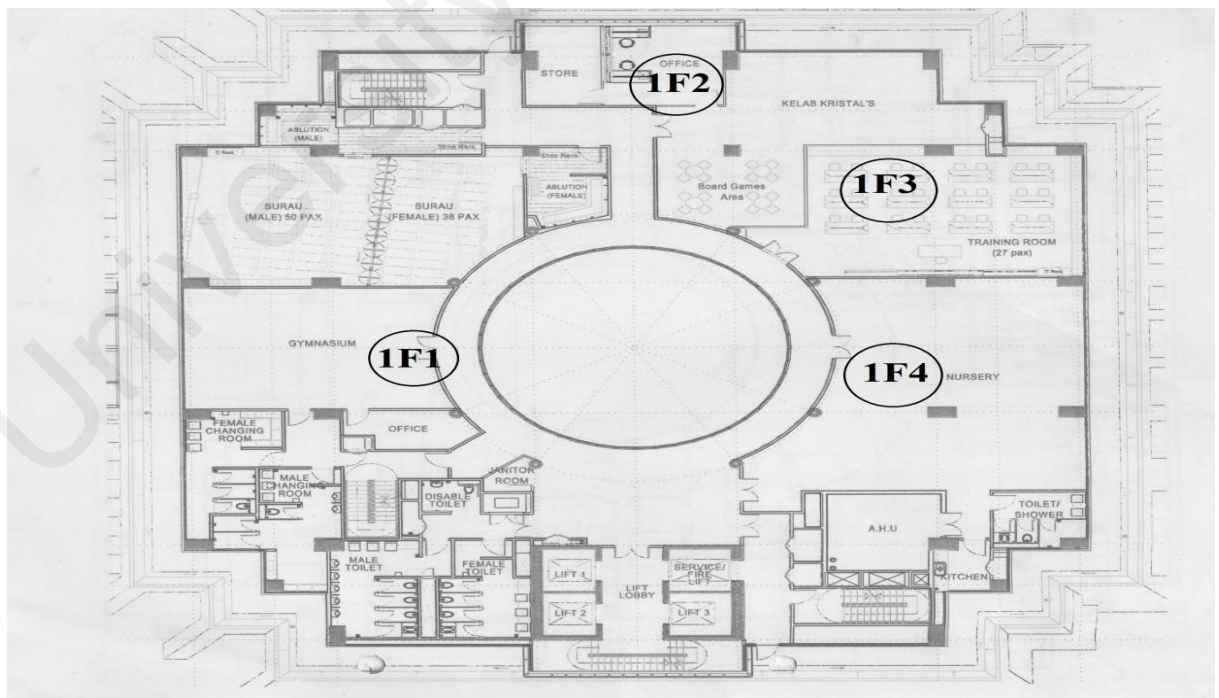 University
STORE
OFFICE
1F2
KELAB KRISTAL'S
ABLUTION
(MALE)
Shoe Rack
Shoe Rack
ABLUTION
(FEMALE)
SURAU
(MALE) 50 PAX
SURAU
(FEMALE) 38 PAX
Board Games
Area
1F3
TRAINING ROOM
(27 pax)
GYMNASIUM
1F1
1F4
NURSERY
FEMALE
CHANGING
ROOM
OFFICE
MALE
CHANGING
ROOM
JANITOR
ROOM
DISABLE
TOILET
A.H.U
TOILET/
SHOWER
MALE
TOILET
FEMALE
TOILET
LIFT 1
LIFT
LOBBY
SERVICE/
FIRE
LIFT
KITCHEN
LIFT 2
LIFT 3